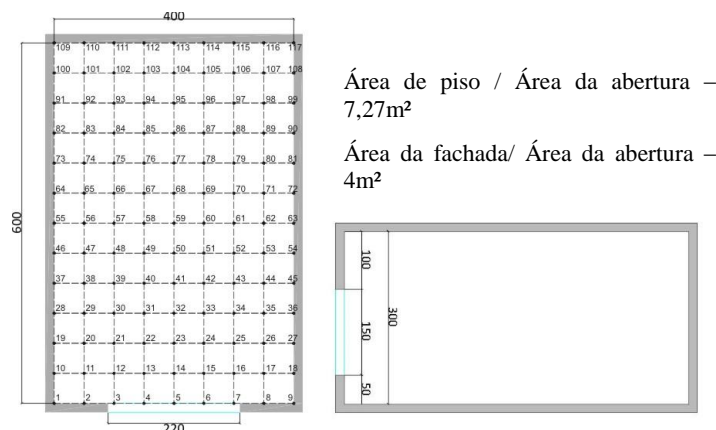 400
109 110 111 112 113 114 115 116 117
100 101 102 103 104 105 106 107 108
91 92 93 94 95 96 97 98 99
82 83 84 85 86 87 88 89 90
73 74 75 76 77 78 79 80 81
64 65 66 67 68 69 70 71 72
55 56 57 58 59 60 61 62 63
600
46 47 48 49 50 51 52 53 54
37 38 39 40 41 42 43 44 45
28 29 30 31 32 33 34 35 36
19 20 21 22 23 24 25 26 27
10 11 12 13 14 15 16 17 18
1 2 3 4 5 6 7 8 9
220
Área de piso / Área da abertura –
7,27m²
Área da fachada/ Área da abertura –
4m²
100
300
150
50